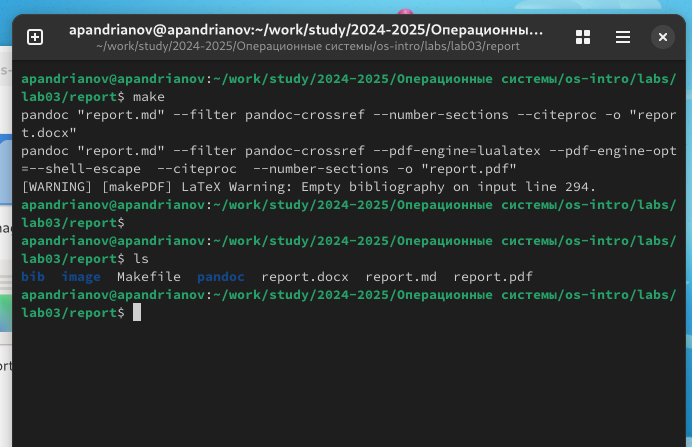 apandrianov@apandrianov:~/work/study/2024-2025/Операционны...
~/work/study/2024-2025/Операционные системы/os-intro/labs/lab03/report
apandrianov@apandrianov:~/work/study/2024-2025/Операционные системы/os-intro/labs/
lab03/report$ make
pandoc "report.md" --filter pandoc-crossref --number-sections --citeproc -o "repor
t.docx"
pandoc "report.md" --filter pandoc-crossref --pdf-engine=lualatex --pdf-engine-opt
=--shell-escape  --citeproc  --number-sections -o "report.pdf"
[WARNING] [makePDF] LaTeX Warning: Empty bibliography on input line 294.
apandrianov@apandrianov:~/work/study/2024-2025/Операционные системы/os-intro/labs/
lab03/report$
apandrianov@apandrianov:~/work/study/2024-2025/Операционные системы/os-intro/labs/
lab03/report$ ls
bib  image  Makefile  pandoc  report.docx  report.md  report.pdf
apandrianov@apandrianov:~/work/study/2024-2025/Операционные системы/os-intro/labs/
lab03/report$